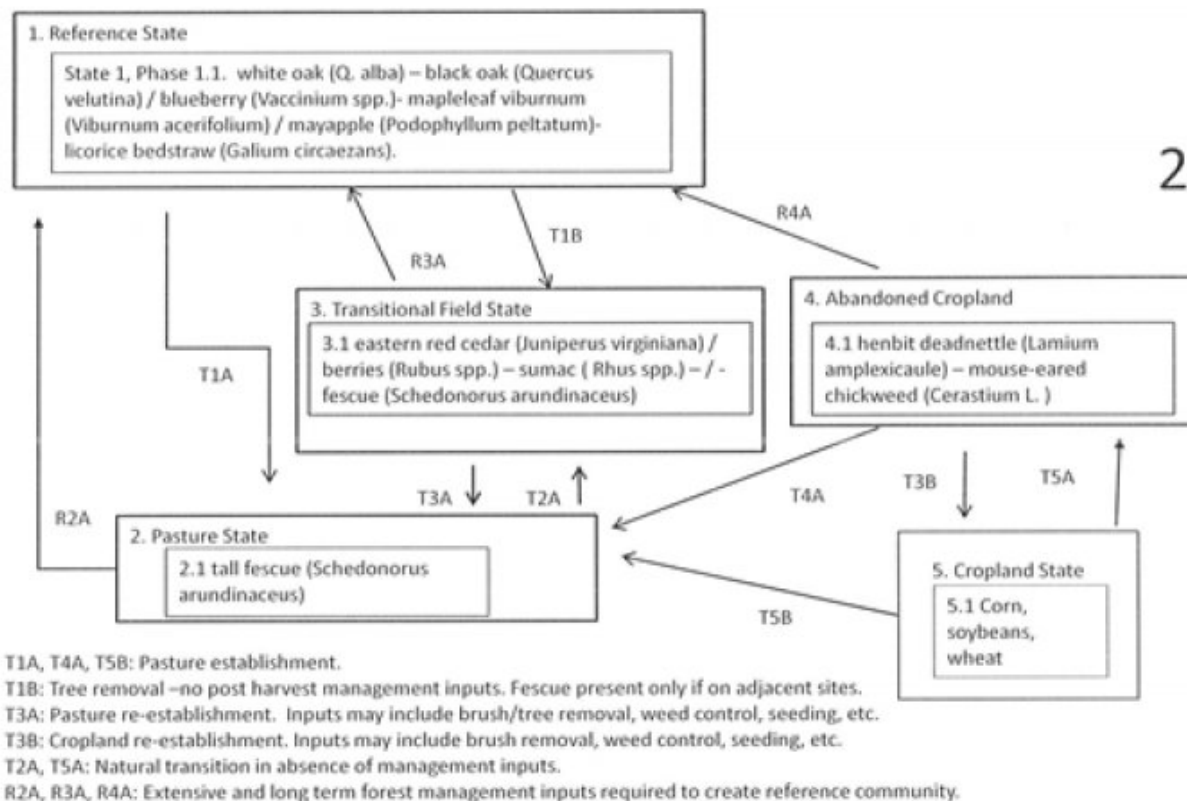 1. Reference State
State 1, Phase 1.1. white oak (Q. alba) – black oak (Quercus
velutina) / blueberry (Vaccinium spp.)- mapleleaf viburnum
(Viburnum acerifolium) / mayapple (Podophyllum peltatum)-
licorice bedstraw (Galium circaezans).
2
R4A
T1B
R3A
3. Transitional Field State
3.1 eastern red cedar (Juniperus virginiana) /
berries (Rubus spp.) – sumac ( Rhus spp.) – / -
fescue (Schedonorus arundinaceus)
4. Abandoned Cropland
4.1 henbit deadnettle (Lamium
amplexicaule) – mouse-eared
chickweed (Cerastium L. )
T1A
T3A
T2A
T4A
T3B
T5A
R2A
2. Pasture State
2.1 tall fescue (Schedonorus
arundinaceus)
5. Cropland State
5.1 Corn,
soybeans,
wheat
T5B
T1A, T4A, T5B: Pasture establishment.
T1B: Tree removal –no post harvest management inputs. Fescue present only if on adjacent sites.
T3A: Pasture re-establishment. Inputs may include brush/tree removal, weed control, seeding, etc.
T3B: Cropland re-establishment. Inputs may include brush removal, weed control, seeding, etc.
T2A, T5A: Natural transition in absence of management inputs.
R2A, R3A, R4A: Extensive and long term forest management inputs required to create reference community.